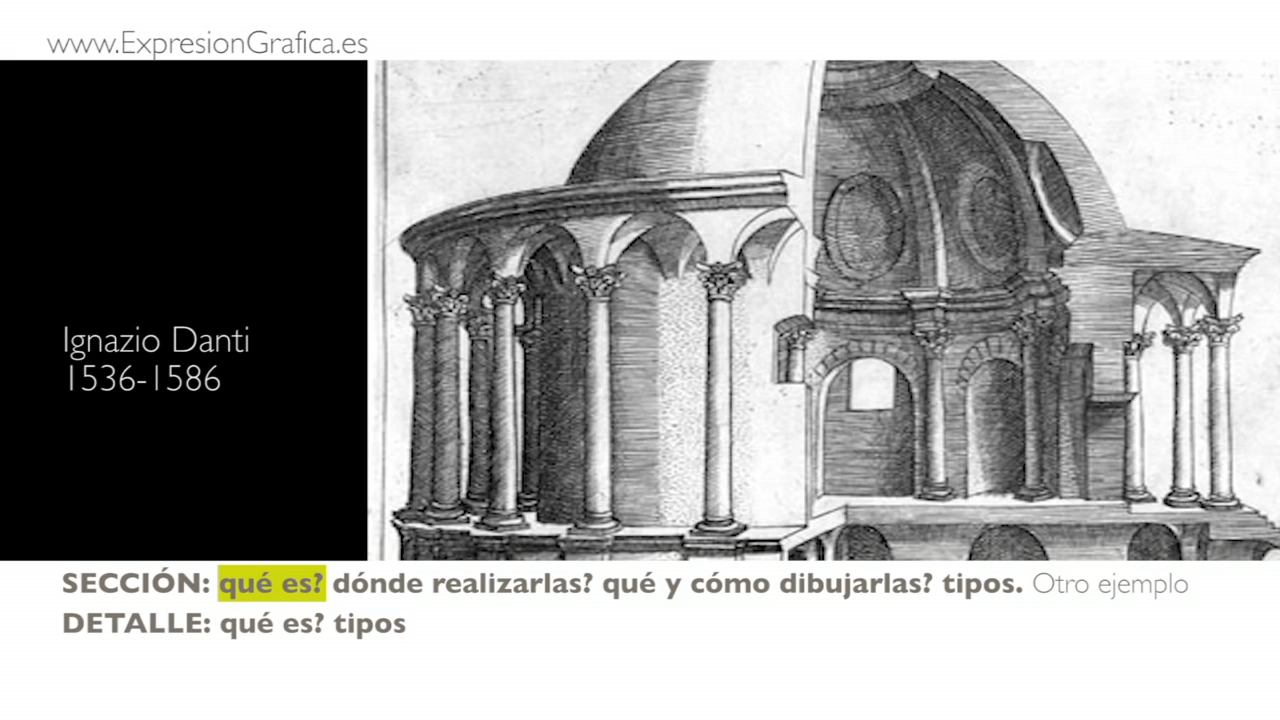 www.ExpresionGrafica.es
Ignazio Danti
1536-1586
SECCIÓN: qué es? dónde realizarlas? qué y cómo dibujarlas? tipos. Otro ejemplo
DETALLE: qué es? tipos